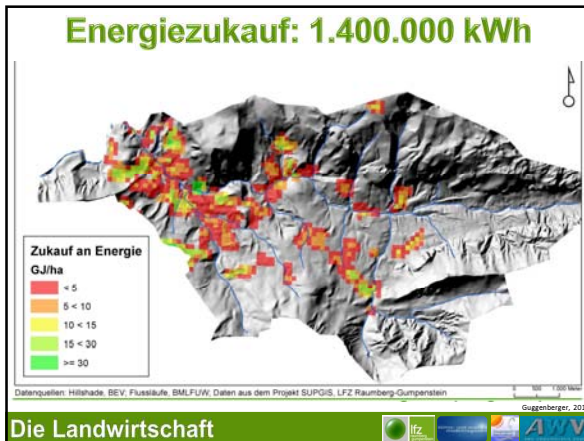 Energiezukauf: 1.400.000 kWh
Zukauf an Energie
GJ/ha
< 5
5 < 10
10 < 15
15 < 30
>= 30
Datenquellen: Hillshade, BEV; Flussläufe, BMLFUW; Daten aus dem Projekt SUPGIS, LFZ Raumberg-Gumpenstein
0 500 1.000 Meter
Guggenberger, 201
Die Landwirtschaft
lfz
AWV